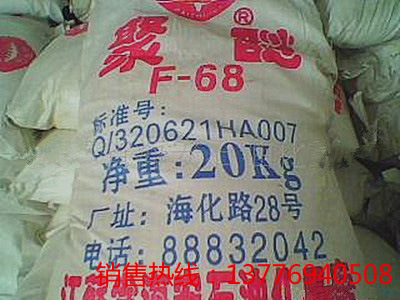 聚醚
F-68
标准号:
Q/320621HA007
净重:20Kg
厂址:海化路28号
电话:88832042
销售热线 13776940508